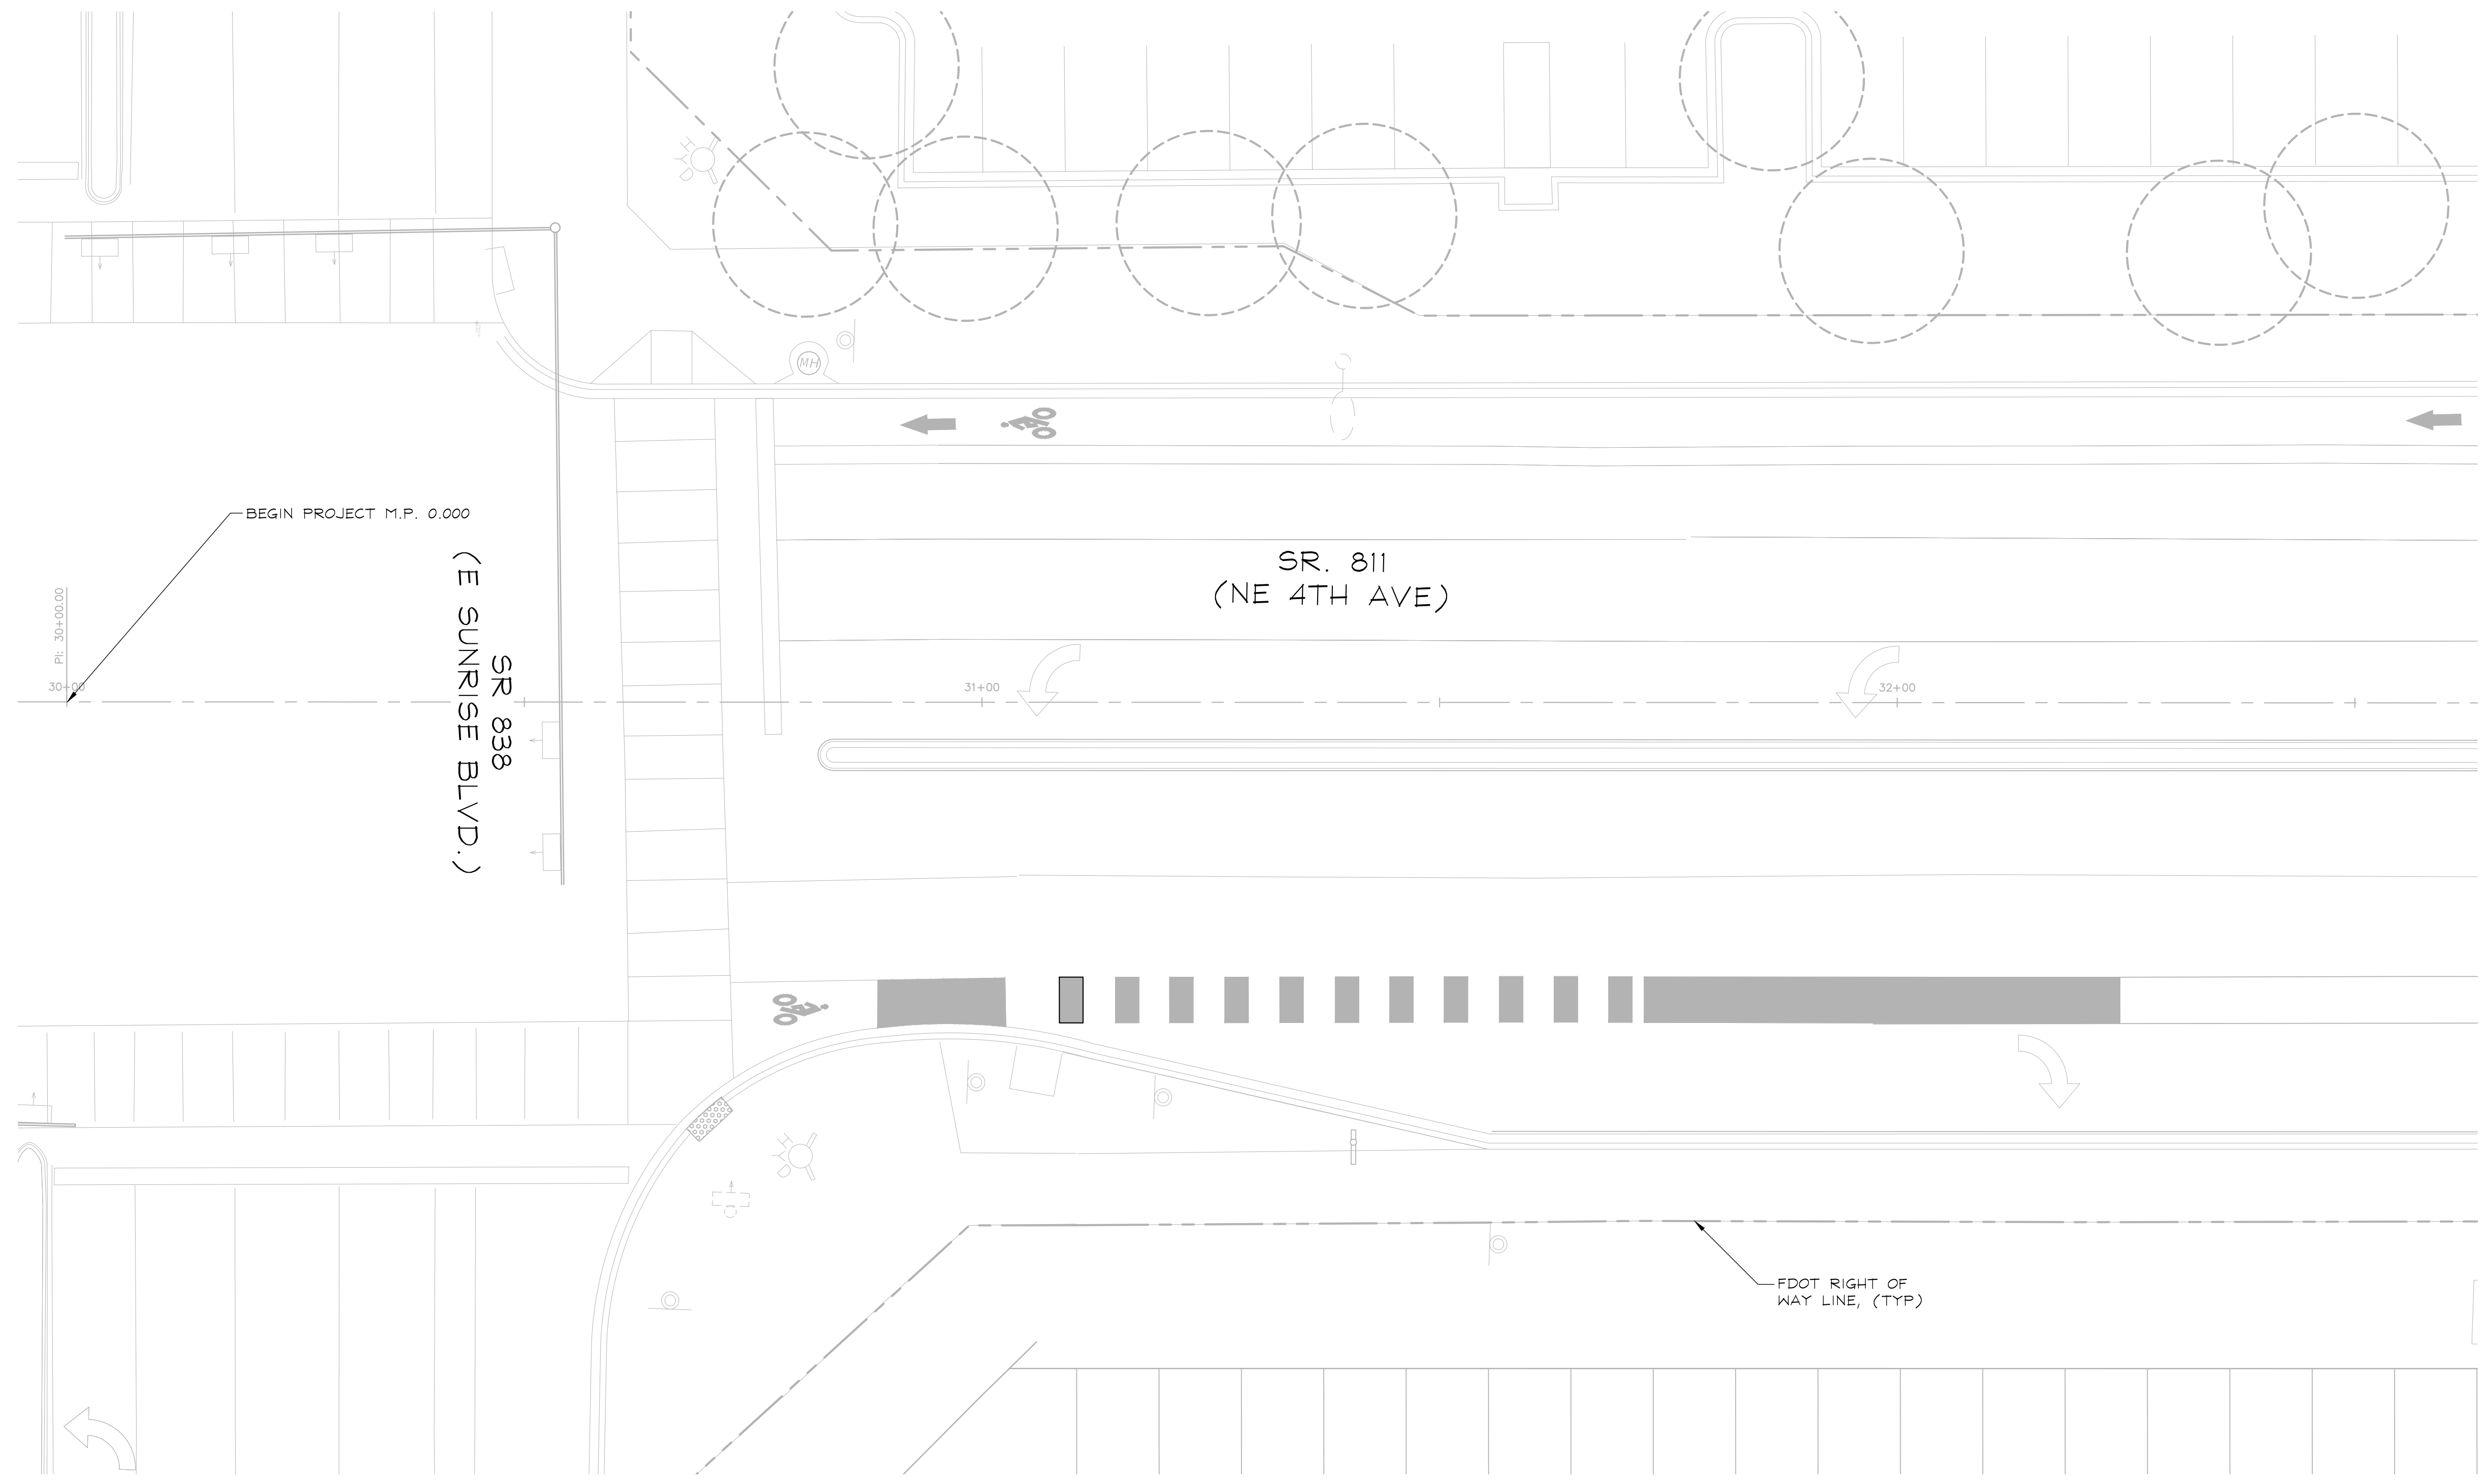 MH
BEGIN PROJECT M.P. 0.000
SR. 811
(NE 4TH AVE)
PI: 30+00.00
SR 838
(E SUNRISE BLVD.)
30+00
31+00
32+00
FDOT RIGHT OF
WAY LINE, (TYP)